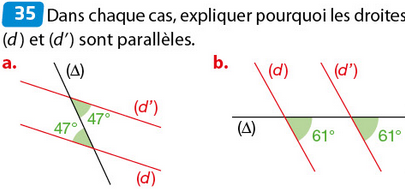 35 Dans chaque cas, expliquer pourquoi les droites
(d) et (d') sont parallèles.
a.
(Δ)
(d')
47°
47°
(d)
b.
(d)
(d')
(Δ)
61°
61°